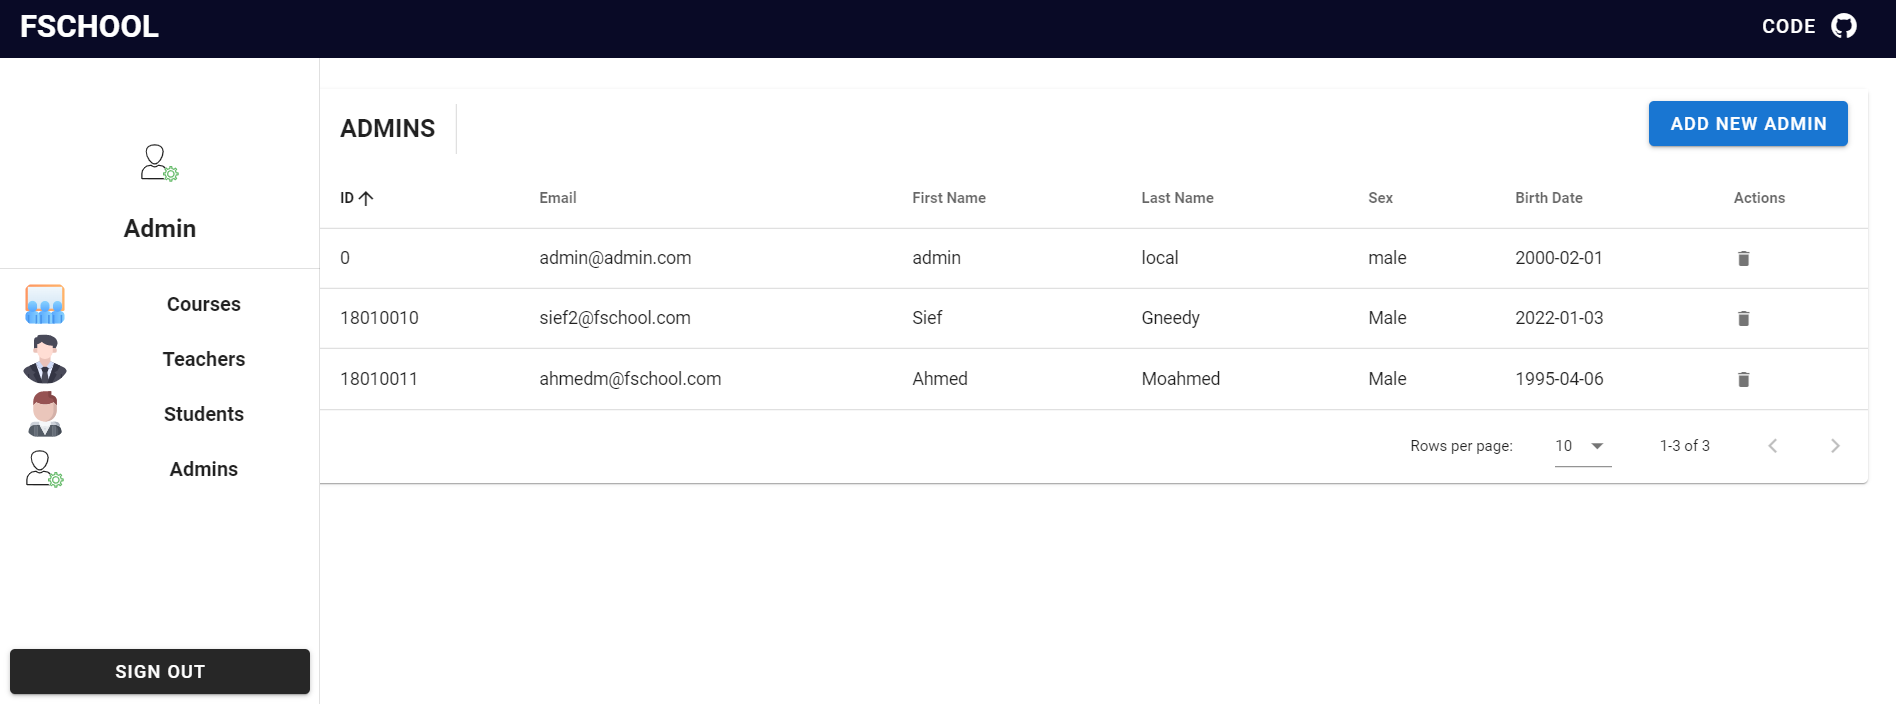 FSCHOOL
CODE
Admin
Courses
Teachers
Students
Admins
SIGN OUT
ADMINS
ADD NEW ADMIN
ID Email First Name Last Name Sex Birth Date Actions
0 admin@admin.com admin local male 2000-02-01
18010010 sief2@fschool.com Sief Gneedy Male 2022-01-03
18010011 ahmedm@fschool.com Ahmed Moahmed Male 1995-04-06
Rows per page: 10 1-3 of 3